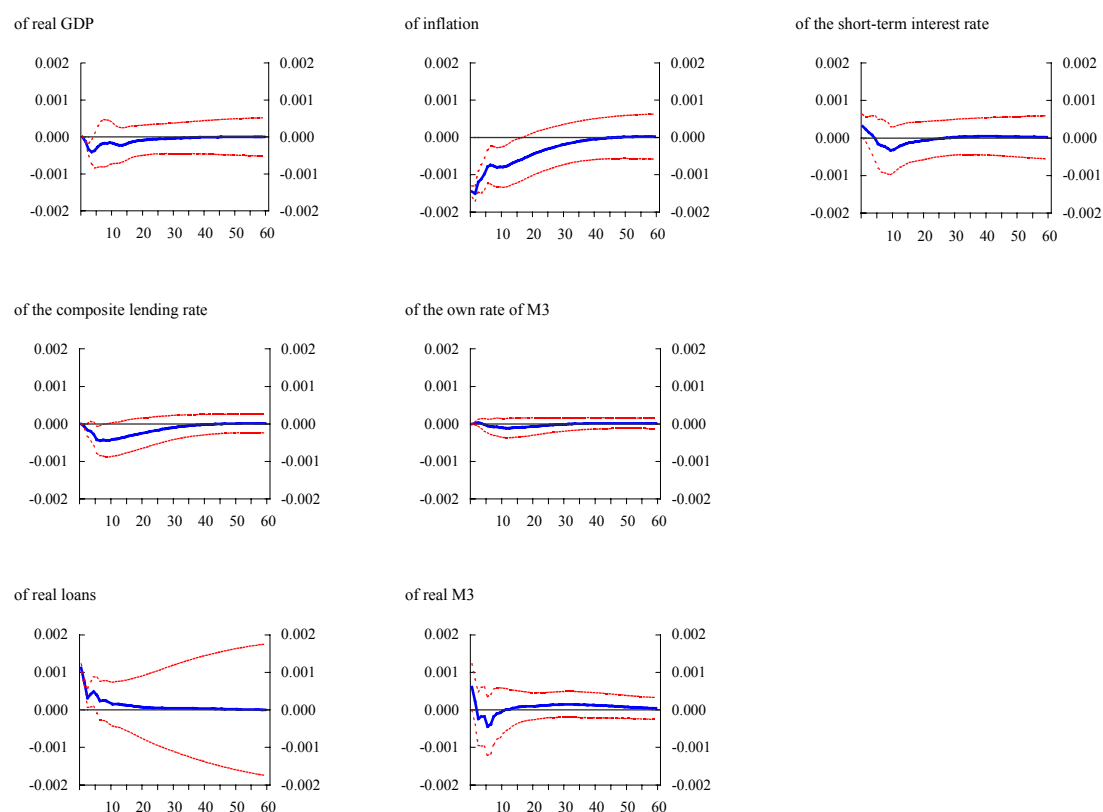 of real GDP
of inflation
of the short-term interest rate
0.002 0.002 0.002 0.002 0.002 0.002
0.001 0.001 0.001 0.001 0.001 0.001
0.000 0.000 0.000 0.000 0.000 0.000
-0.001 -0.001 -0.001 -0.001 -0.001 -0.001
-0.002 -0.002 -0.002 -0.002 -0.002 -0.002
10 20 30 40 50 60 10 20 30 40 50 60 10 20 30 40 50 60
of the composite lending rate
of the own rate of M3
0.002 0.002 0.002 0.002
0.001 0.001 0.001 0.001
0.000 0.000 0.000 0.000
-0.001 -0.001 -0.001 -0.001
-0.002 -0.002 -0.002 -0.002
10 20 30 40 50 60 10 20 30 40 50 60
of real loans
of real M3
0.002 0.002 0.002 0.002
0.001 0.001 0.001 0.001
0.000 0.000 0.000 0.000
-0.001 -0.001 -0.001 -0.001
-0.002 -0.002 -0.002 -0.002
10 20 30 40 50 60 10 20 30 40 50 60